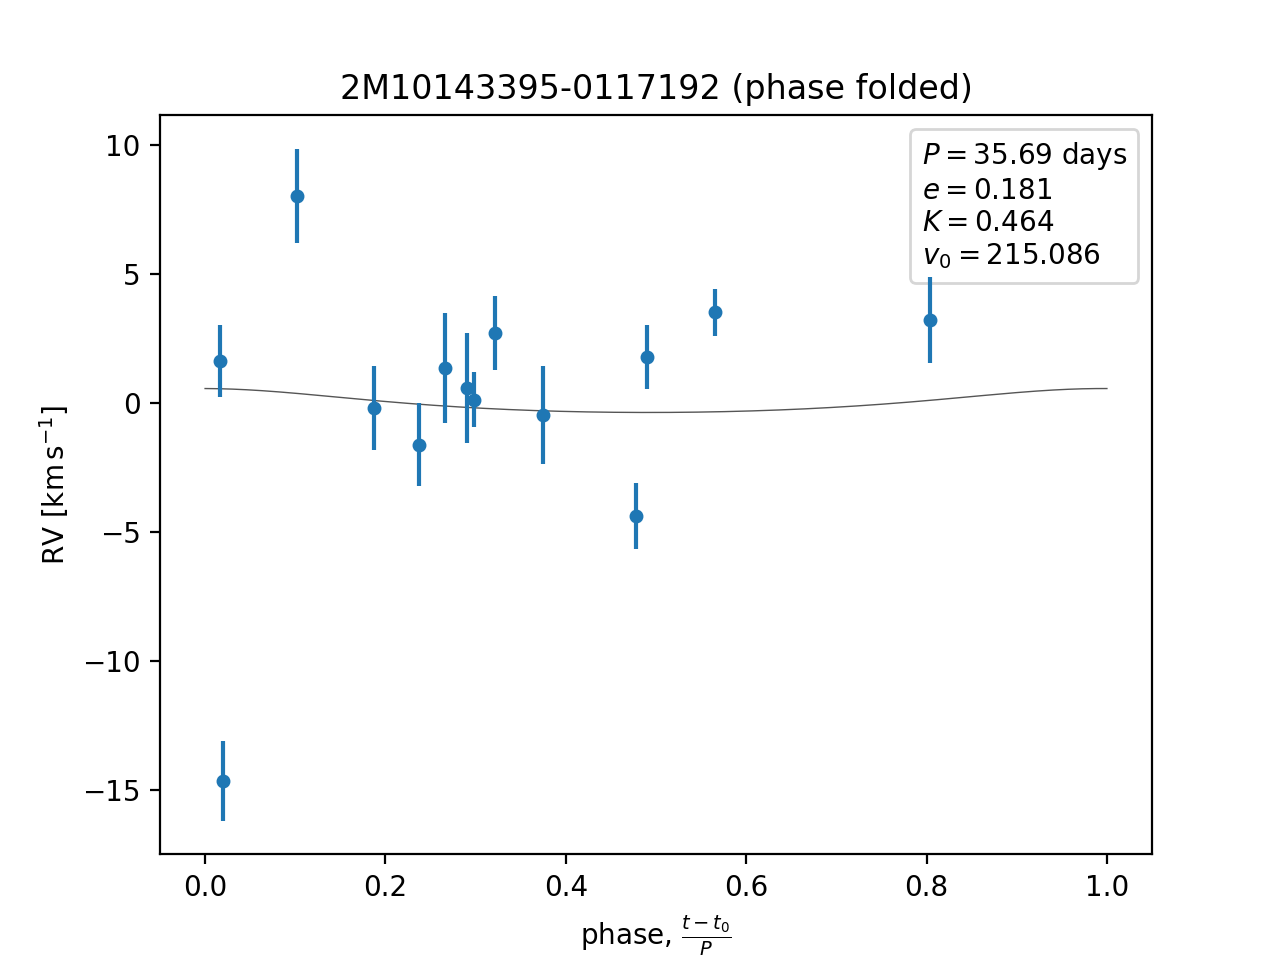 2M10143395-0117192 (phase folded)
P = 35.69 days
e = 0.181
K = 0.464
v₀ = 215.086
10
5
0
−5
−10
−15
RV [km s⁻¹]
0.0 0.2 0.4 0.6 0.8 1.0
phase, (t − t₀)/P